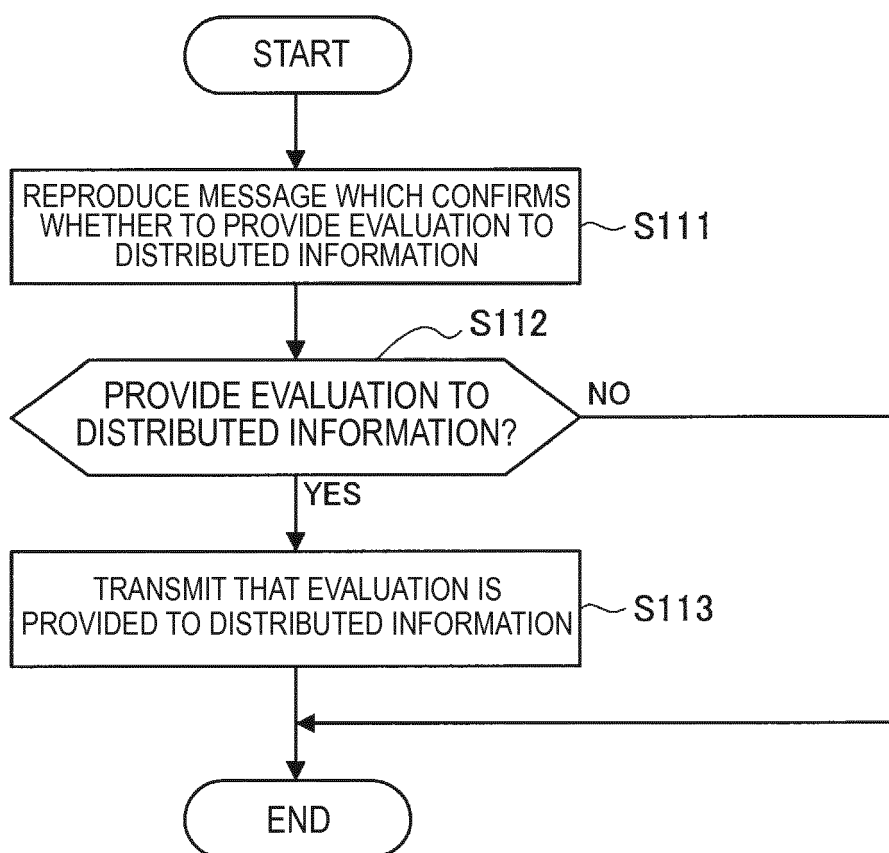 START
REPRODUCE MESSAGE WHICH CONFIRMS
WHETHER TO PROVIDE EVALUATION TO
DISTRIBUTED INFORMATION
S111
S112
PROVIDE EVALUATION TO
DISTRIBUTED INFORMATION?
NO
YES
TRANSMIT THAT EVALUATION IS
PROVIDED TO DISTRIBUTED INFORMATION
S113
END